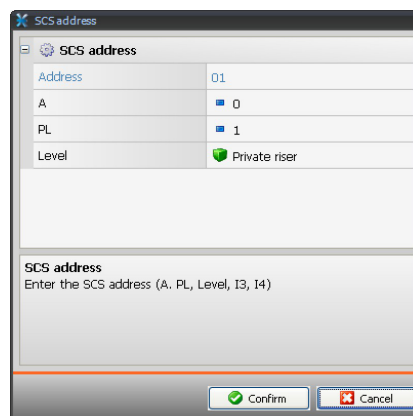 SCS address
SCS address
Address 01
A 0
PL 1
Level Private riser
SCS address
Enter the SCS address (A. PL, Level, I3, I4)
Confirm Cancel